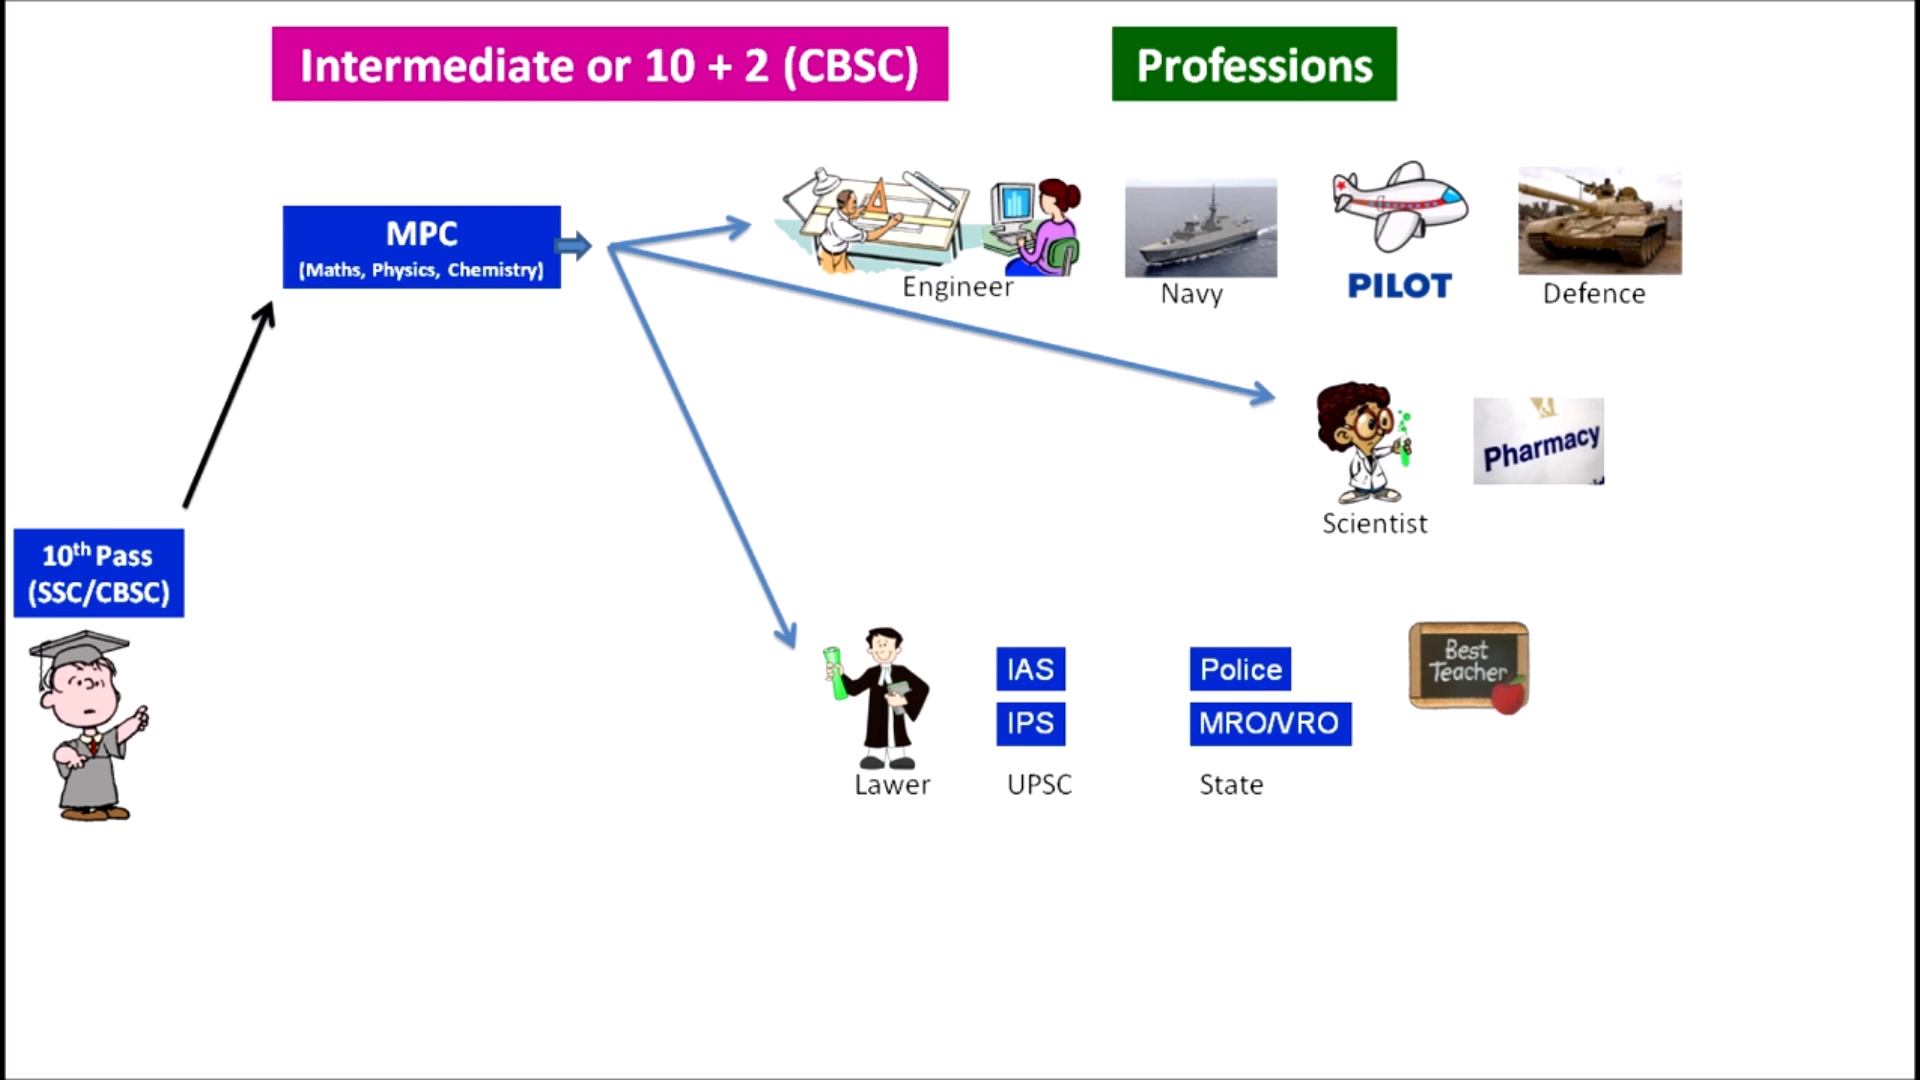 Intermediate or 10 + 2 (CBSC)
Professions
MPC
(Maths, Physics, Chemistry)
Engineer
Navy
PILOT
Defence
Scientist
Pharmacy
10th Pass
(SSC/CBSC)
Lawer
IAS
IPS
UPSC
Police
MRO/VRO
State
Best
Teacher